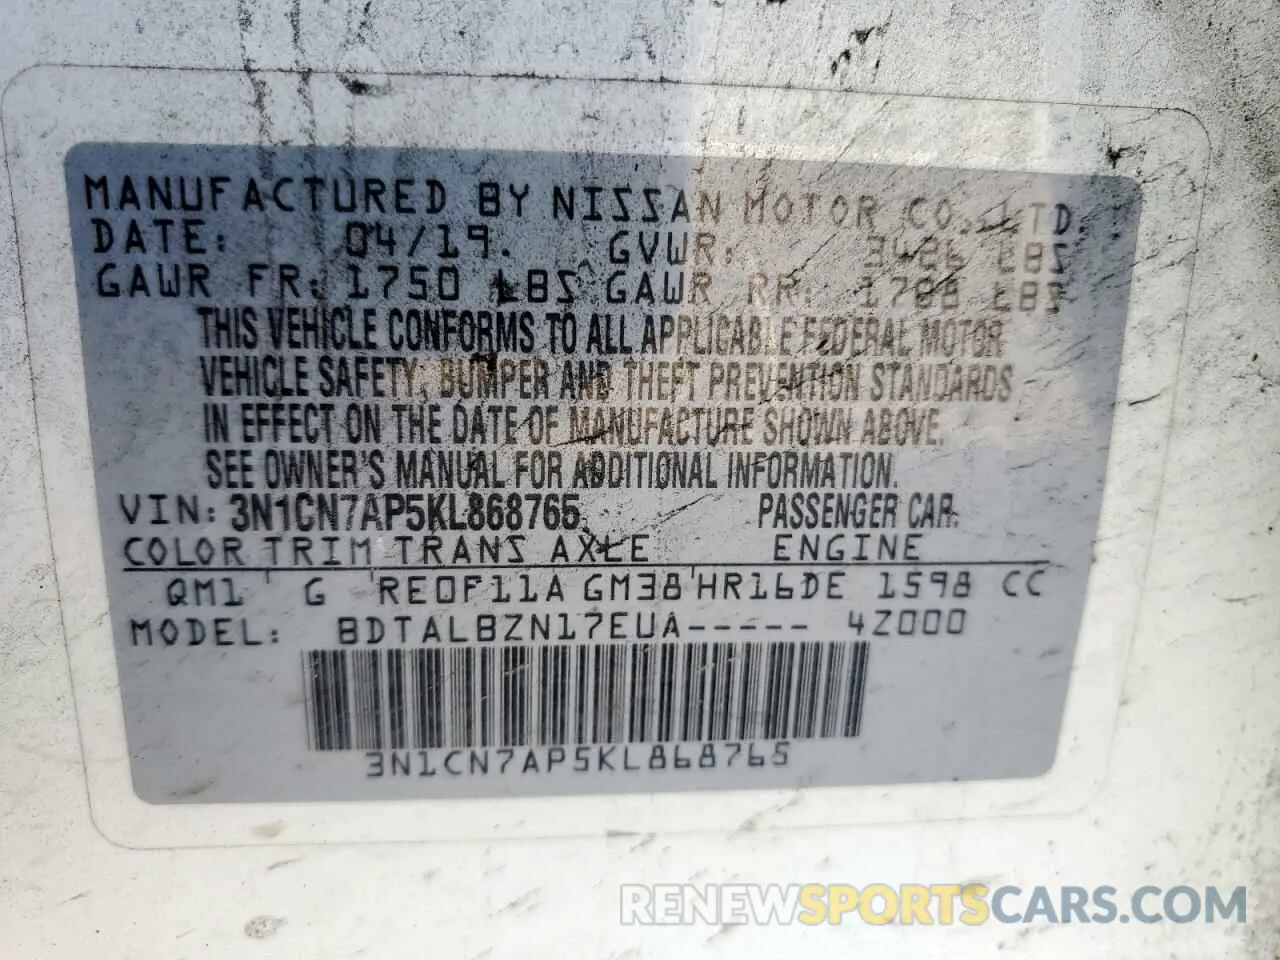 MANUFACTURED BY NISSAN MOTOR CO., LTD.
DATE: 04/19. GVWR: 3426 LBS
GAWR FR: 1750 LBS GAWR RR: 1788 LBS
THIS VEHICLE CONFORMS TO ALL APPLICABLE FEDERAL MOTOR
VEHICLE SAFETY, BUMPER AND THEFT PREVENTION STANDARDS
IN EFFECT ON THE DATE OF MANUFACTURE SHOWN ABOVE.
SEE OWNER'S MANUAL FOR ADDITIONAL INFORMATION.
VIN: 3N1CN7AP5KL868765 PASSENGER CAR.
COLOR TRIM TRANS AXLE ENGINE
QM1 ' G ' RE0F11A GM38 ' HR16DE 1598 CC
MODEL: BDTALBZN17EUA----- 4Z000
3N1CN7AP5KL868765
RENEWSPORTSCARS.COM